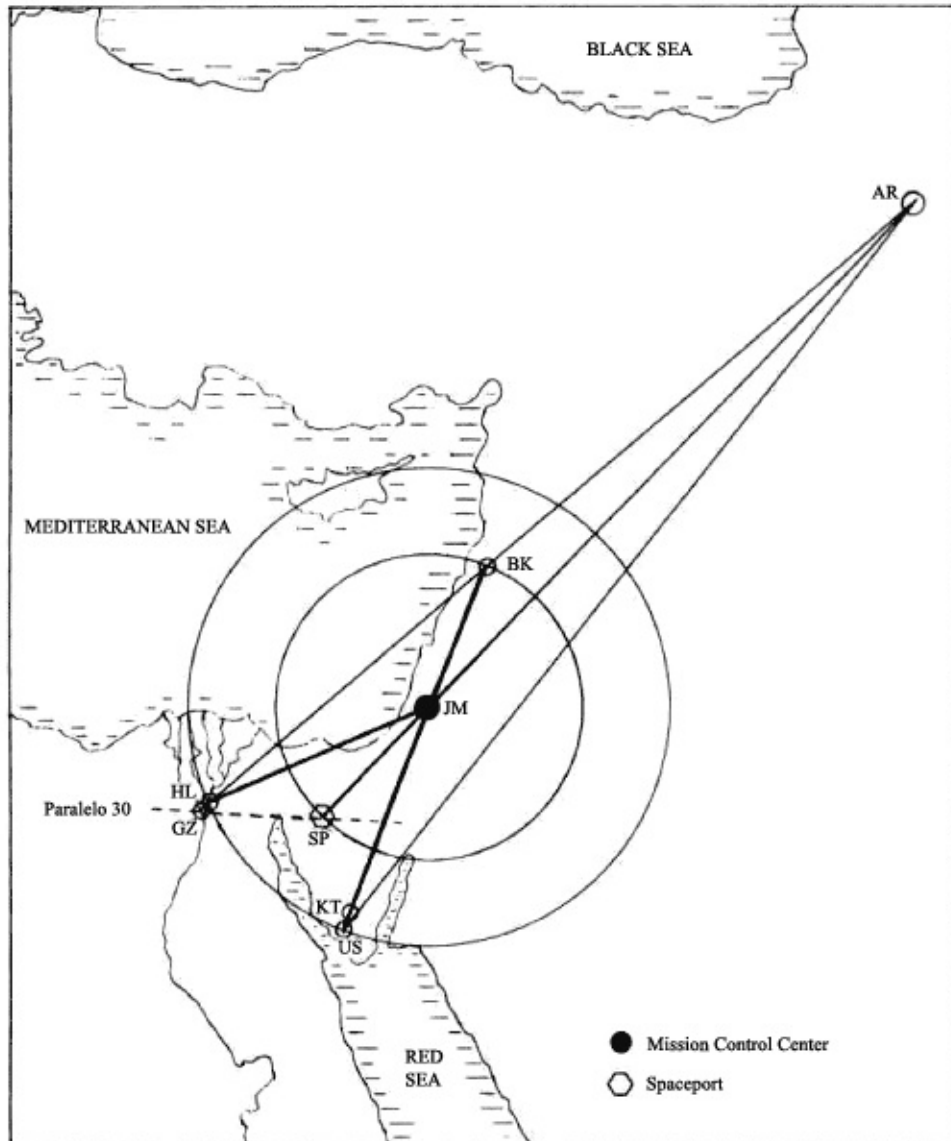 BLACK SEA
AR
MEDITERRANEAN SEA
BK
JM
HL
Paralelo 30
GZ
SP
KT
US
RED
SEA
Mission Control Center
Spaceport